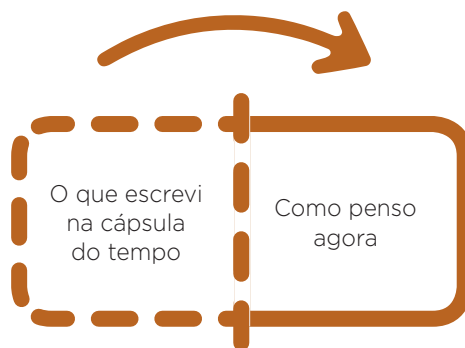 O que escrevi
na cápsula
do tempo
Como penso
agora